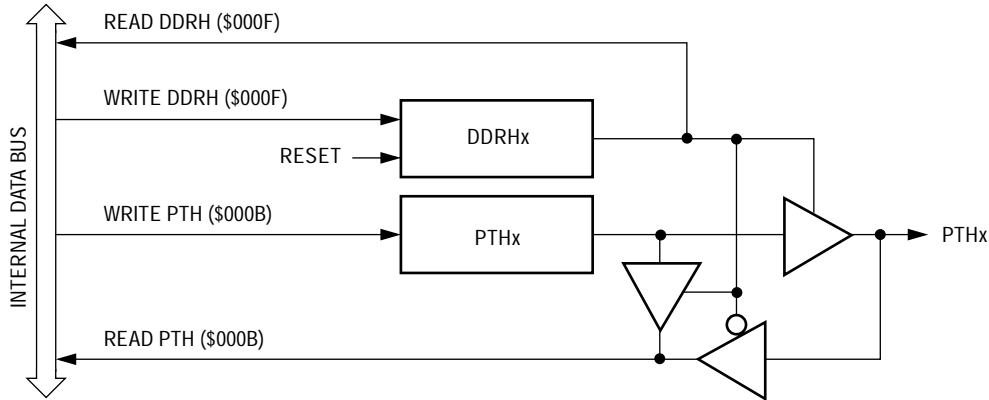 READ DDRH ($000F)
WRITE DDRH ($000F)
DDRHx
RESET
WRITE PTH ($000B)
PTHx
PTHx
READ PTH ($000B)
INTERNAL DATA BUS